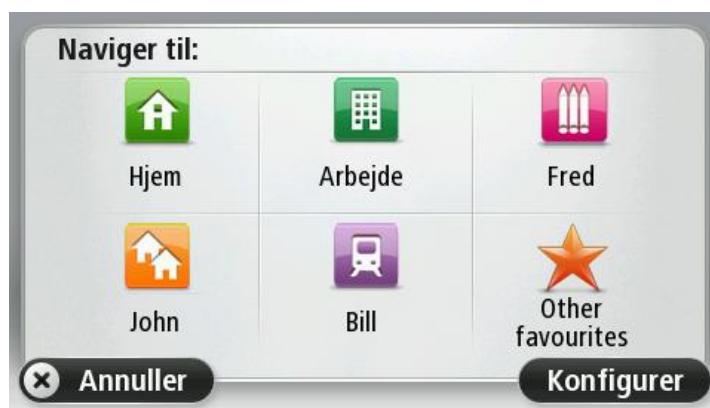 Naviger til:
Hjem
Arbejde
Fred
John
Bill
Other
favourites
Annuller
Konfigurer